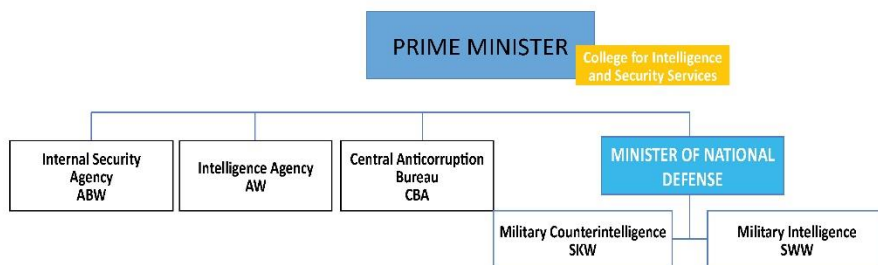 PRIME MINISTER
College for Intelligence
and Security Services
Internal Security
Agency
ABW
Intelligence Agency
AW
Central Anticorruption
Bureau
CBA
MINISTER OF NATIONAL
DEFENSE
Military Counterintelligence
SKW
Military Intelligence
SWW